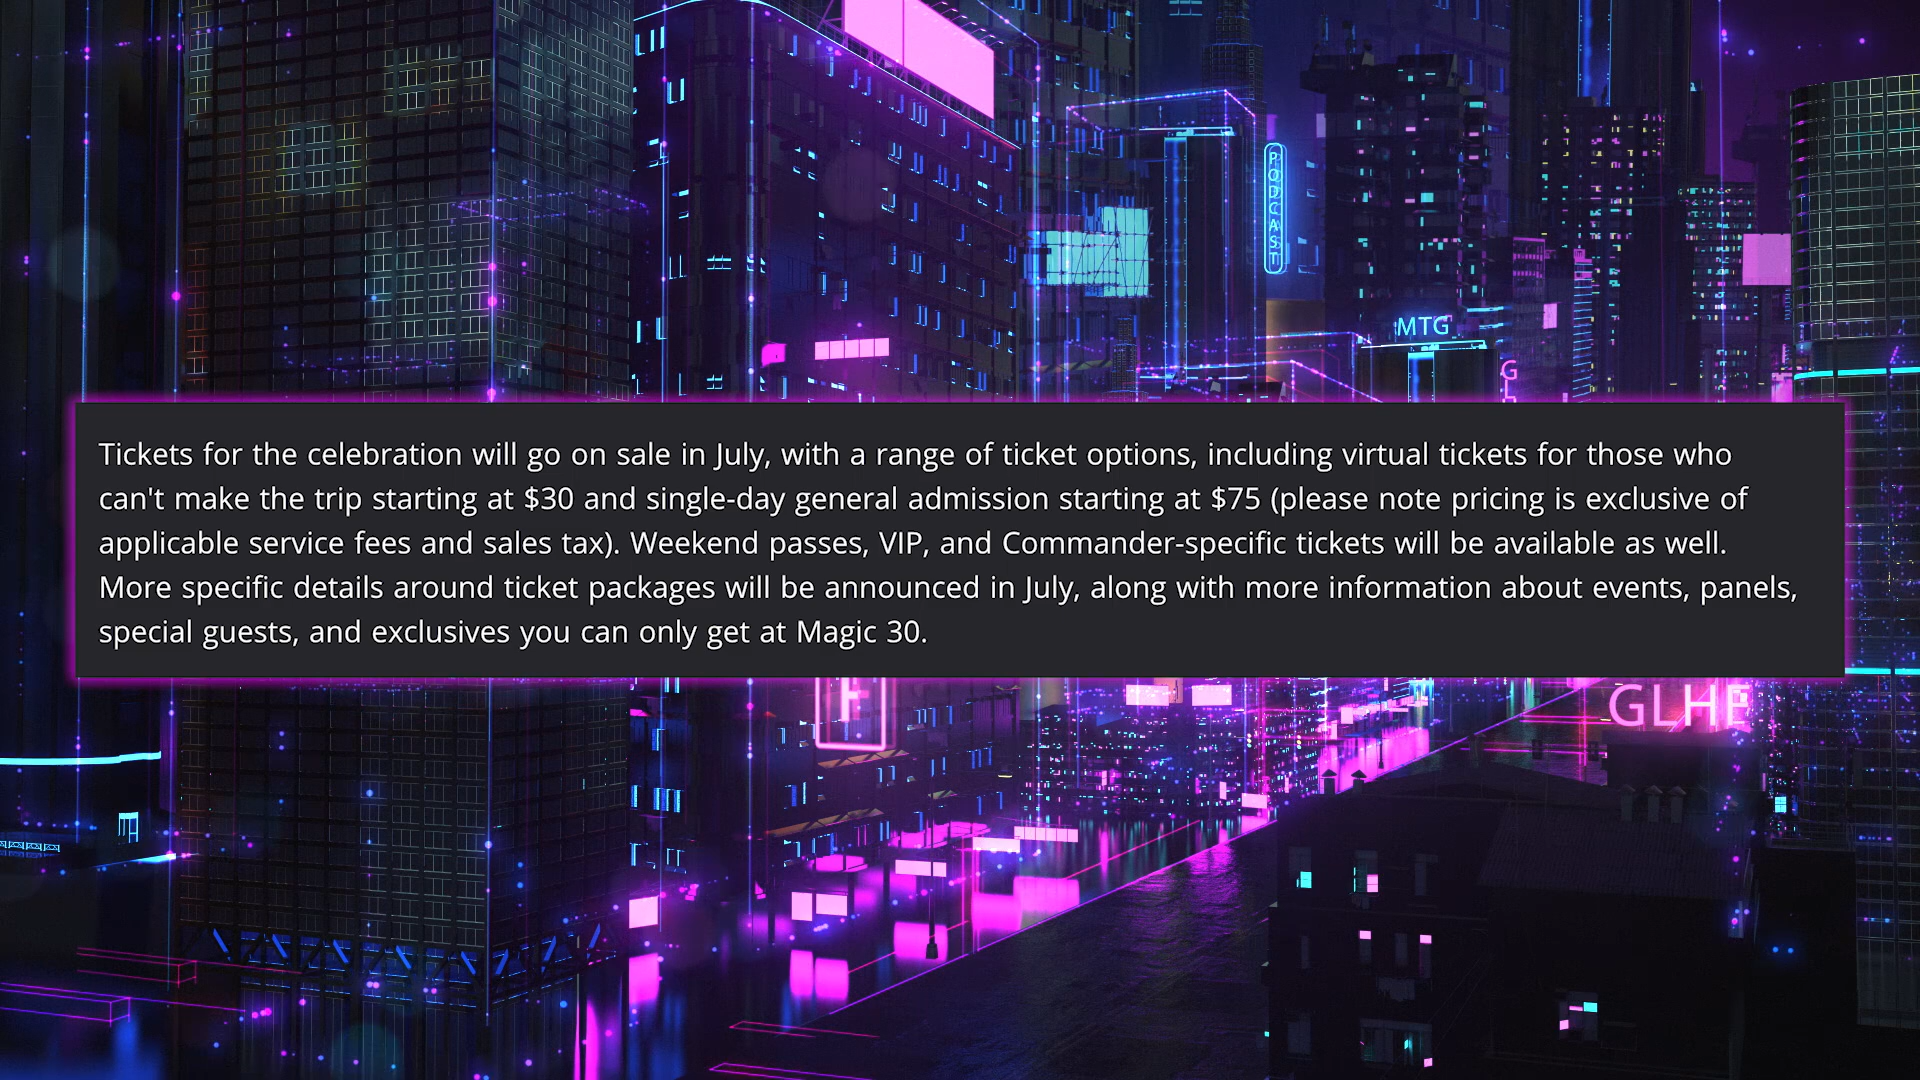 PODCAST
MTG
GL
Tickets for the celebration will go on sale in July, with a range of ticket options, including virtual tickets for those who
can't make the trip starting at $30 and single-day general admission starting at $75 (please note pricing is exclusive of
applicable service fees and sales tax). Weekend passes, VIP, and Commander-specific tickets will be available as well.
More specific details around ticket packages will be announced in July, along with more information about events, panels,
special guests, and exclusives you can only get at Magic 30.
GLHF